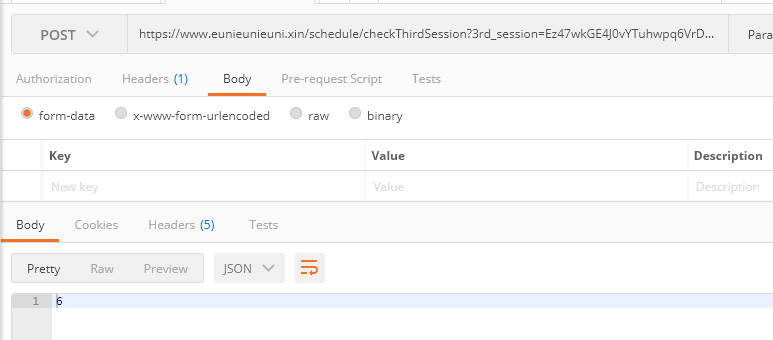 POST https://www.eunieunieuni.xin/schedule/checkThirdSession?3rd_session=Ez47wkGE4J0vYTuhwpq6VrD... Para
Authorization Headers (1) Body Pre-request Script Tests
form-data x-www-form-urlencoded raw binary
Key Value Description
New key Value Description
Body Cookies Headers (5) Tests
Pretty Raw Preview JSON
1 6